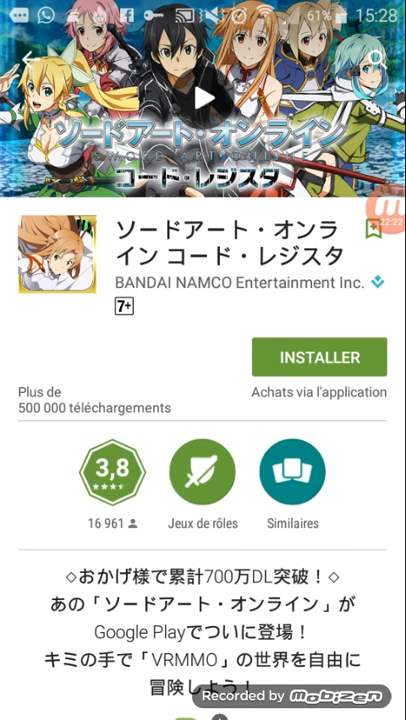 61% 15:28
ソードアート・オンライン
SWORD ART ONLINE
コード・レジスタ
22:22
ソードアート・オンラ
イン コード・レジスタ
BANDAI NAMCO Entertainment Inc.
7+
INSTALLER
Plus de
500 000 téléchargements
Achats via l'application
3,8
16 961
Jeux de rôles
Similaires
◇おかげ様で累計700万DL突破！◇
あの「ソードアート・オンライン」が
Google Playでついに登場！
キミの手で「VRMMO」の世界を自由に
冒険しよう！
Recorded by Mobizen